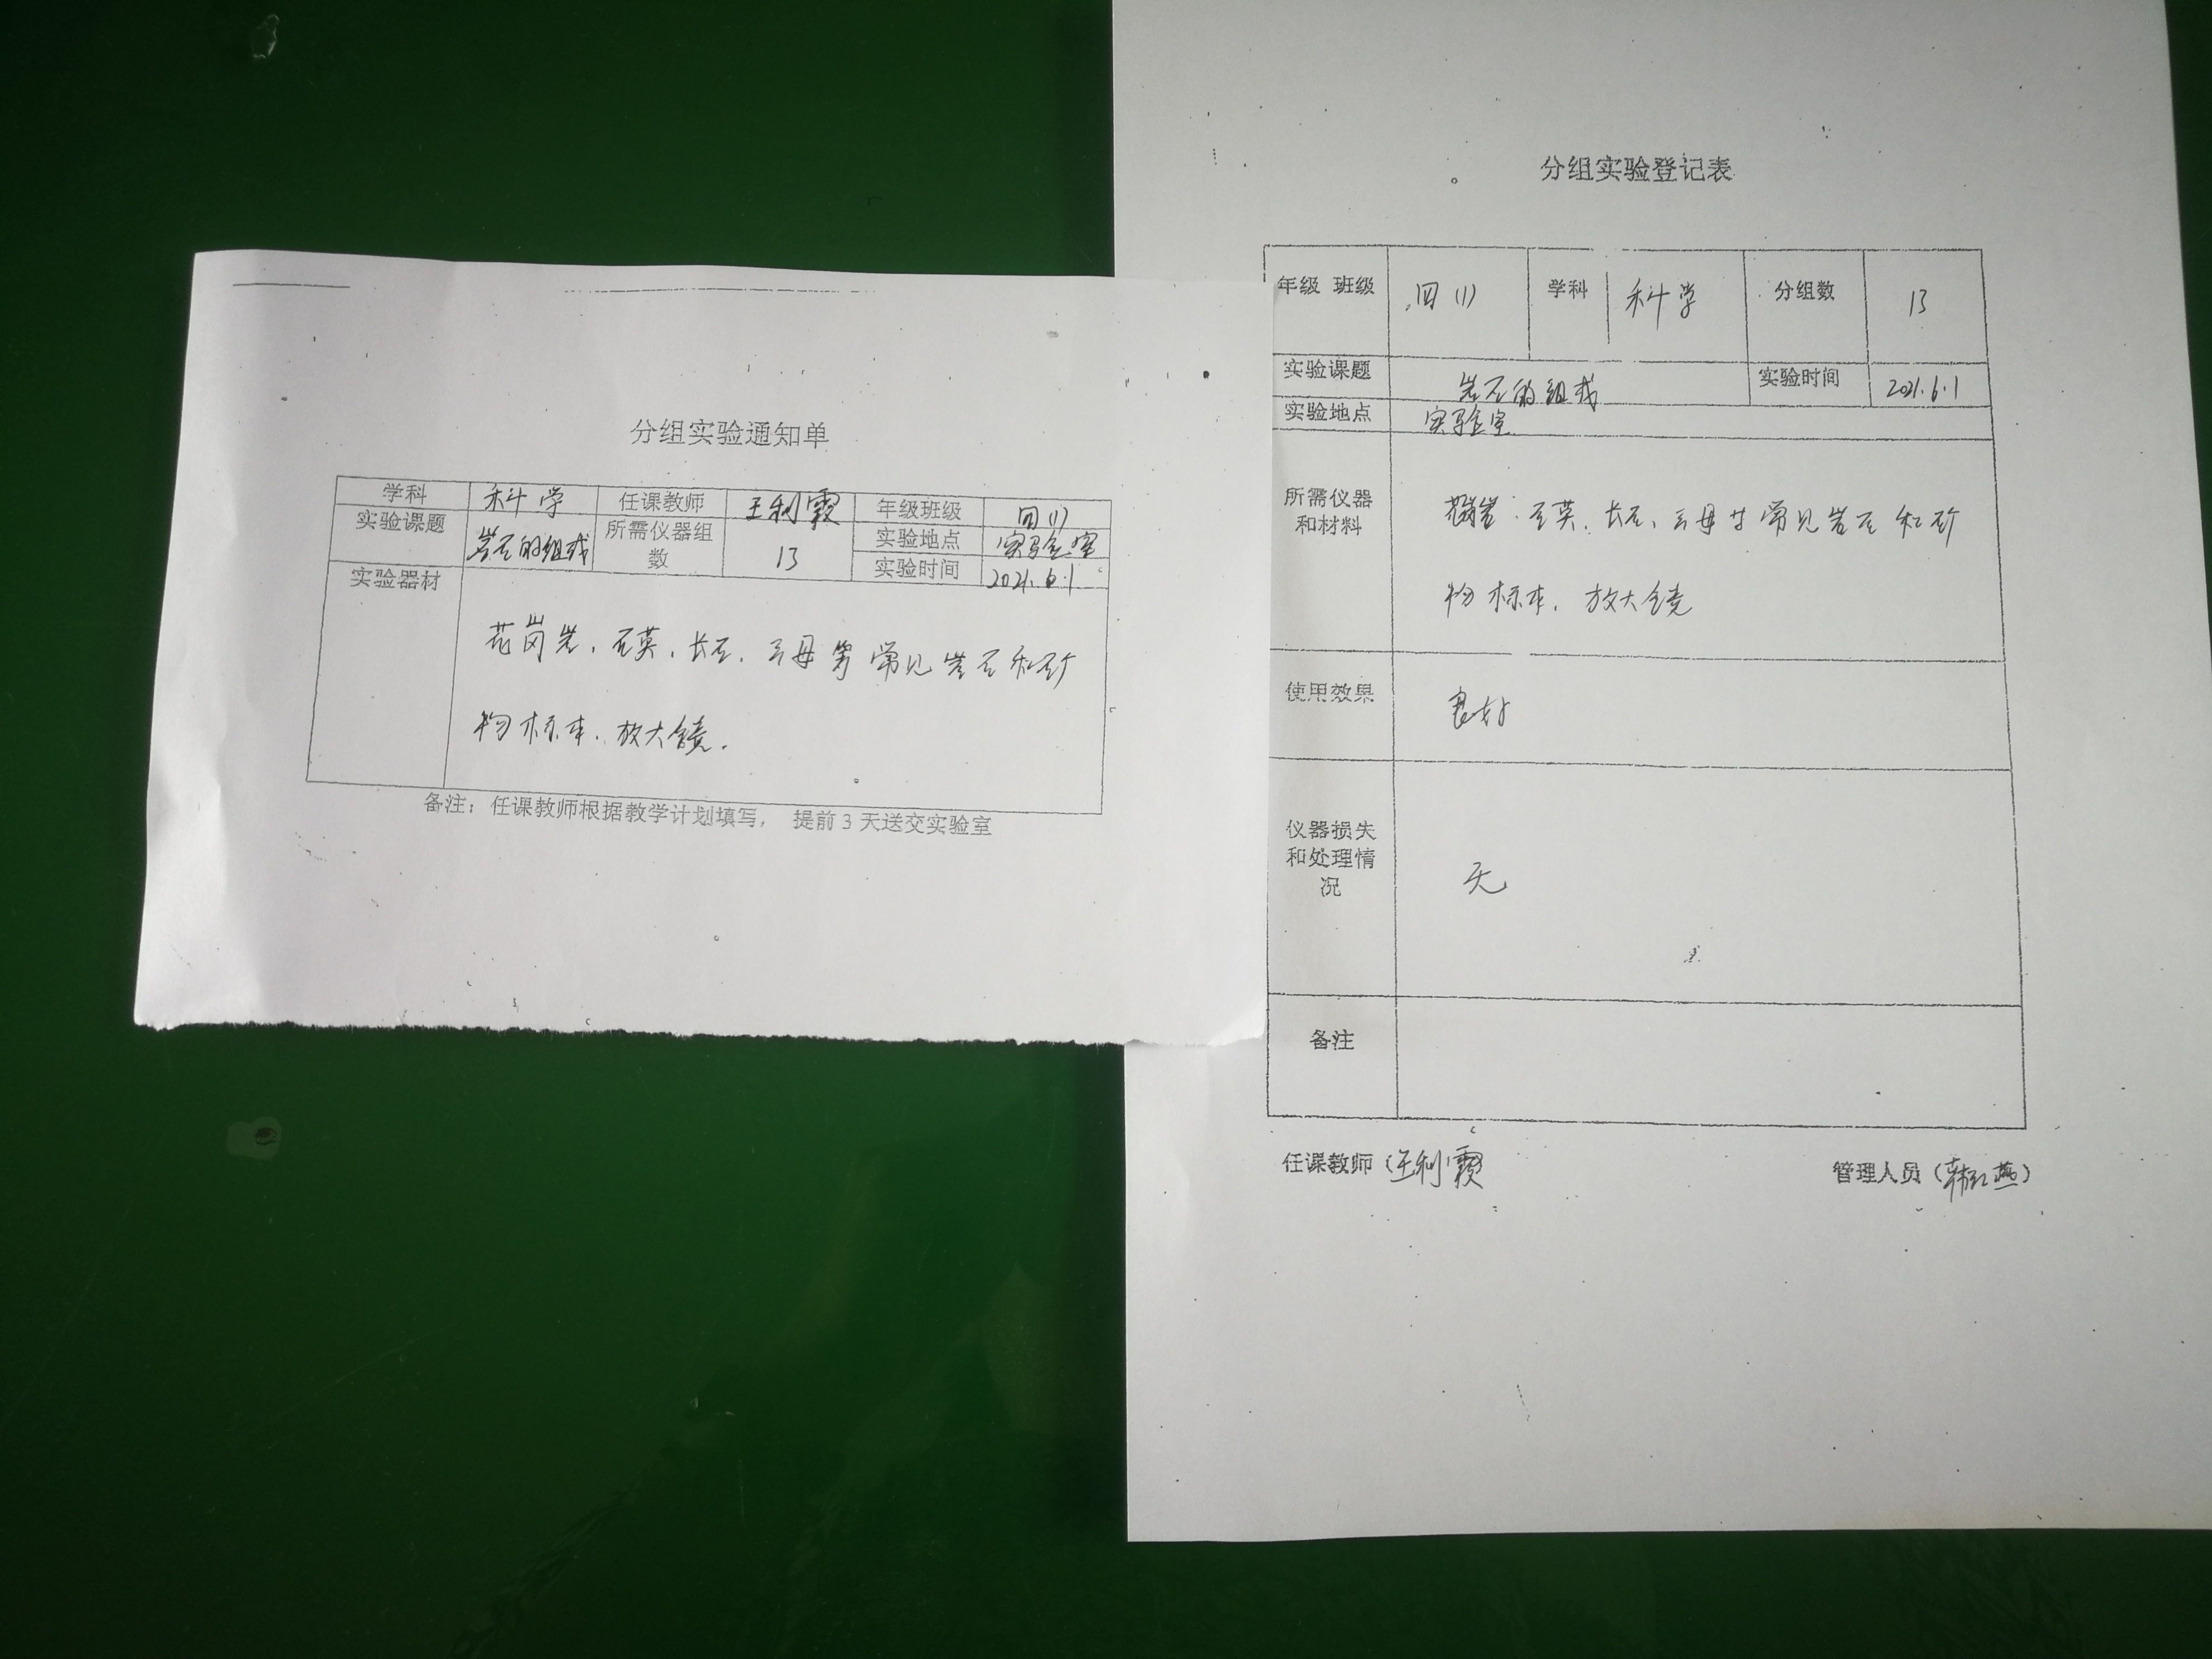 分组实验通知单
学科 科学 任课教师 王利霞 年级班级 四(1)
实验课题 岩石的组成 所需仪器组数 13 实验地点 实验室
实验时间 2021.6.1
实验器材 花岗岩、石英、长石、云母等常见岩石和矿
物标本、放大镜.
备注：任课教师根据教学计划填写， 提前3天送交实验室
分组实验登记表
年级 班级 四(1) 学科 科学 分组数 13
实验课题 岩石的组成 实验时间 2021.6.1
实验地点 实验室
所需仪器
和材料
花岗岩、石英、长石、云母等常见岩石和矿
物标本、放大镜
使用效果 良好
仪器损失
和处理情
况
无
备注
任课教师（王利霞 管理人员（韩红燕）